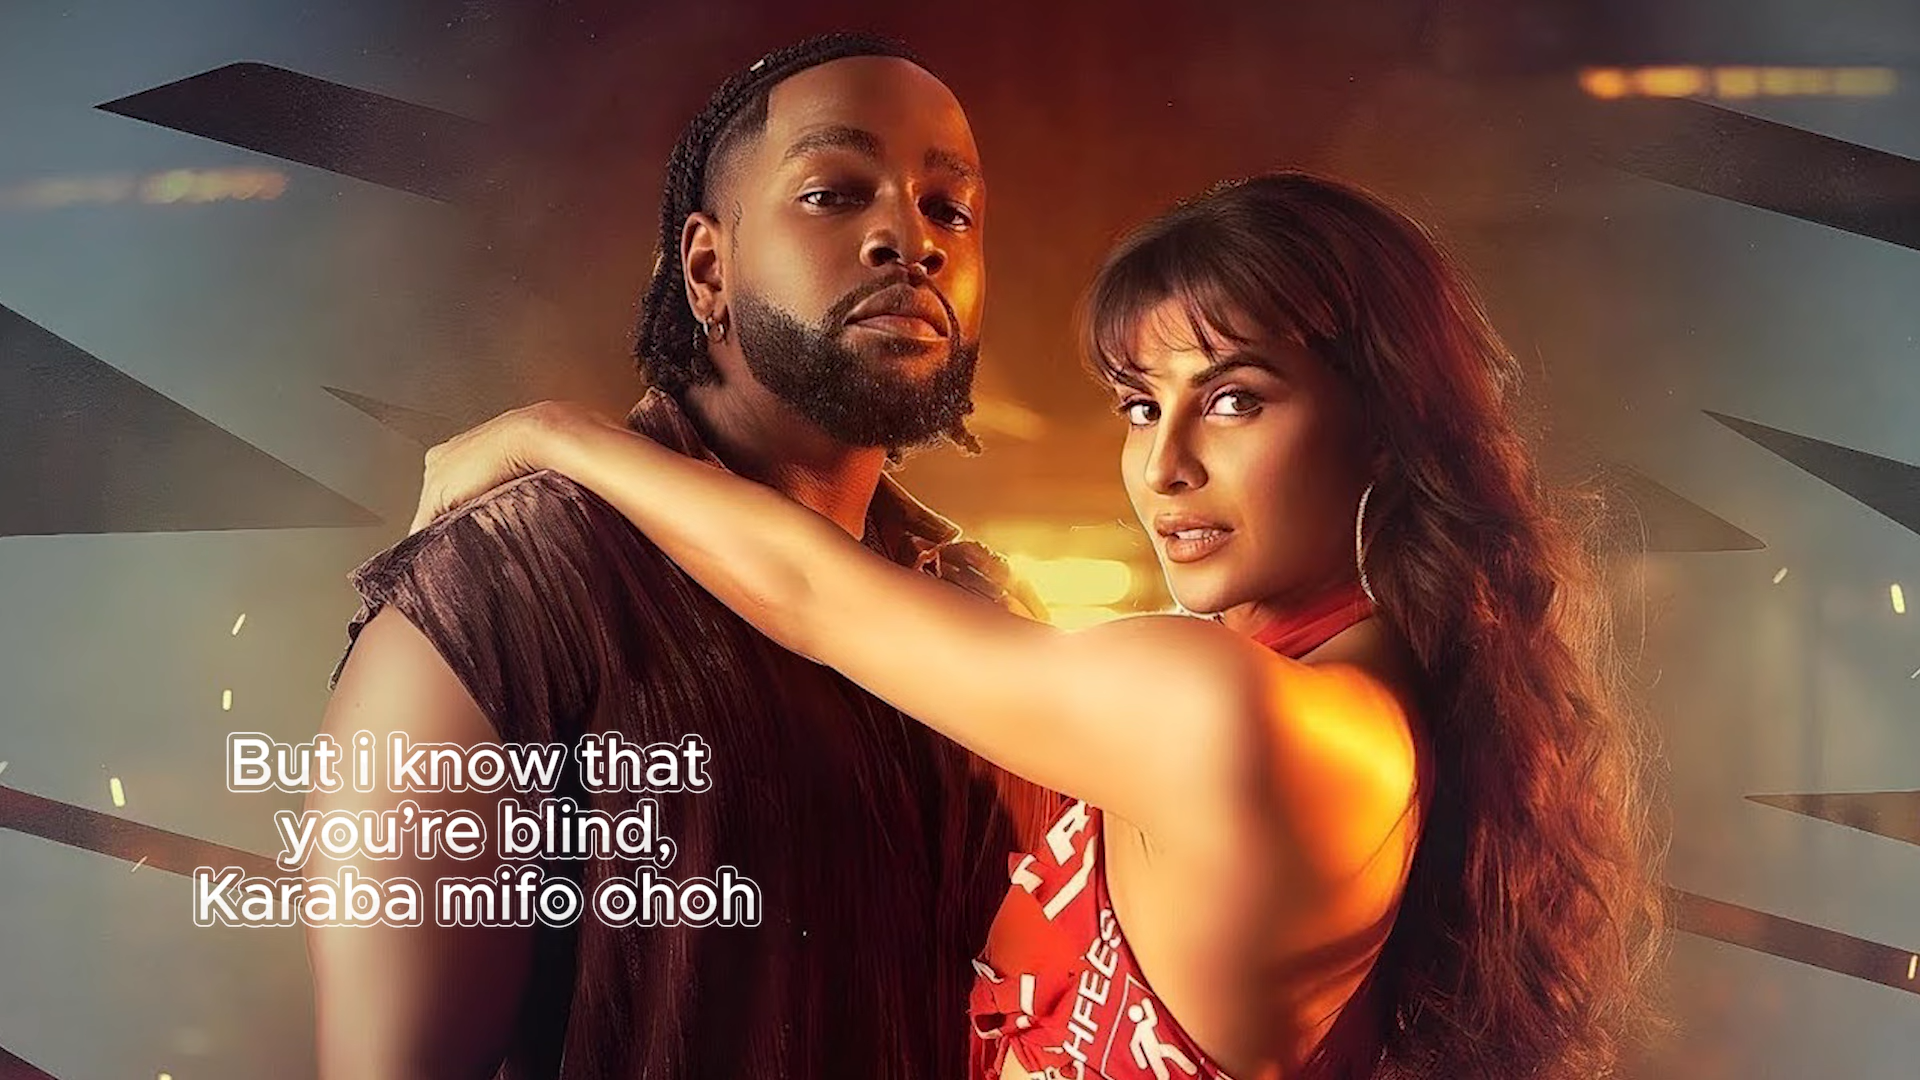 But i know that
you're blind,
Karaba mifo ohoh